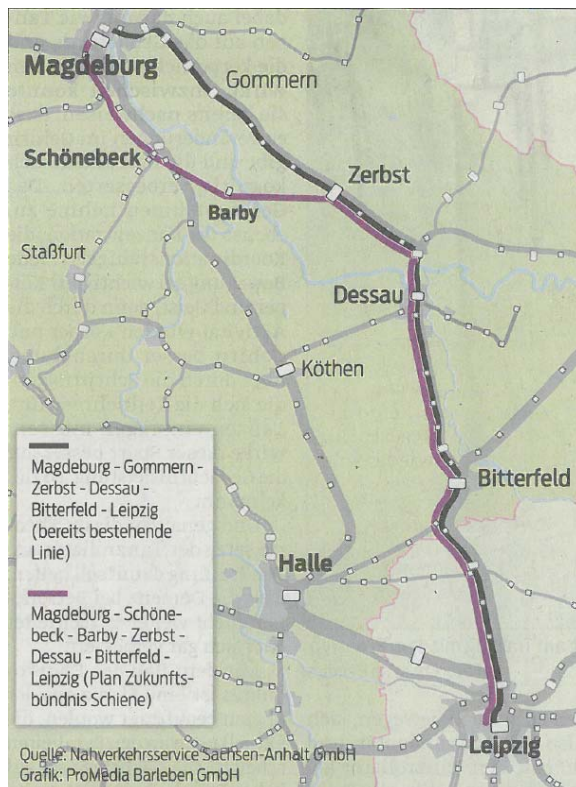 Magdeburg
Gommern
Schönebeck
Zerbst
Barby
Staßfurt
Dessau
Köthen
Bitterfeld
Halle
Leipzig
Magdeburg - Gommern -
Zerbst - Dessau -
Bitterfeld - Leipzig
(bereits bestehende
Linie)
Magdeburg - Schöne-
beck - Barby - Zerbst -
Dessau - Bitterfeld -
Leipzig (Plan Zukunfts-
bündnis Schiene)
Quelle: Nahverkehrsservice Sachsen-Anhalt GmbH
Grafik: ProMedia Barleben GmbH